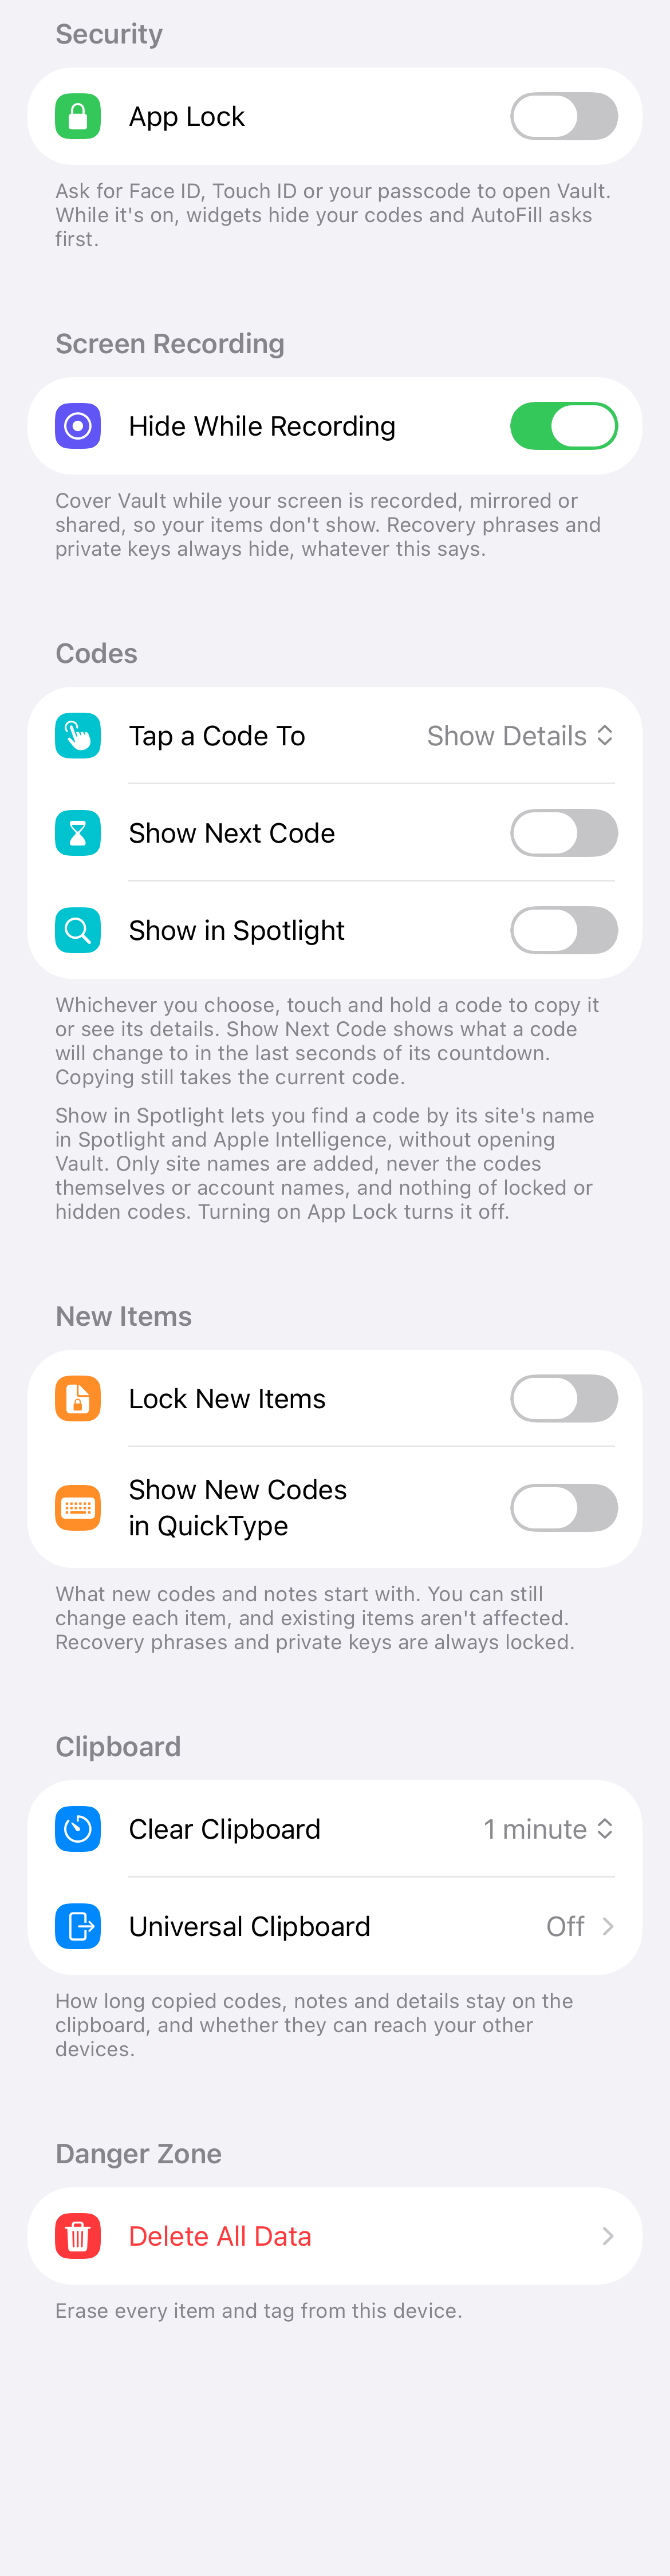 Security
App Lock
Ask for Face ID, Touch ID or your passcode to open Vault.
While it's on, widgets hide your codes and AutoFill asks
first.
Screen Recording
Hide While Recording
Cover Vault while your screen is recorded, mirrored or
shared, so your items don't show. Recovery phrases and
private keys always hide, whatever this says.
Codes
Tap a Code To Show Details
Show Next Code
Show in Spotlight
Whichever you choose, touch and hold a code to copy it
or see its details. Show Next Code shows what a code
will change to in the last seconds of its countdown.
Copying still takes the current code.
Show in Spotlight lets you find a code by its site's name
in Spotlight and Apple Intelligence, without opening
Vault. Only site names are added, never the codes
themselves or account names, and nothing of locked or
hidden codes. Turning on App Lock turns it off.
New Items
Lock New Items
Show New Codes
in QuickType
What new codes and notes start with. You can still
change each item, and existing items aren't affected.
Recovery phrases and private keys are always locked.
Clipboard
Clear Clipboard 1 minute
Universal Clipboard Off
How long copied codes, notes and details stay on the
clipboard, and whether they can reach your other
devices.
Danger Zone
Delete All Data
Erase every item and tag from this device.